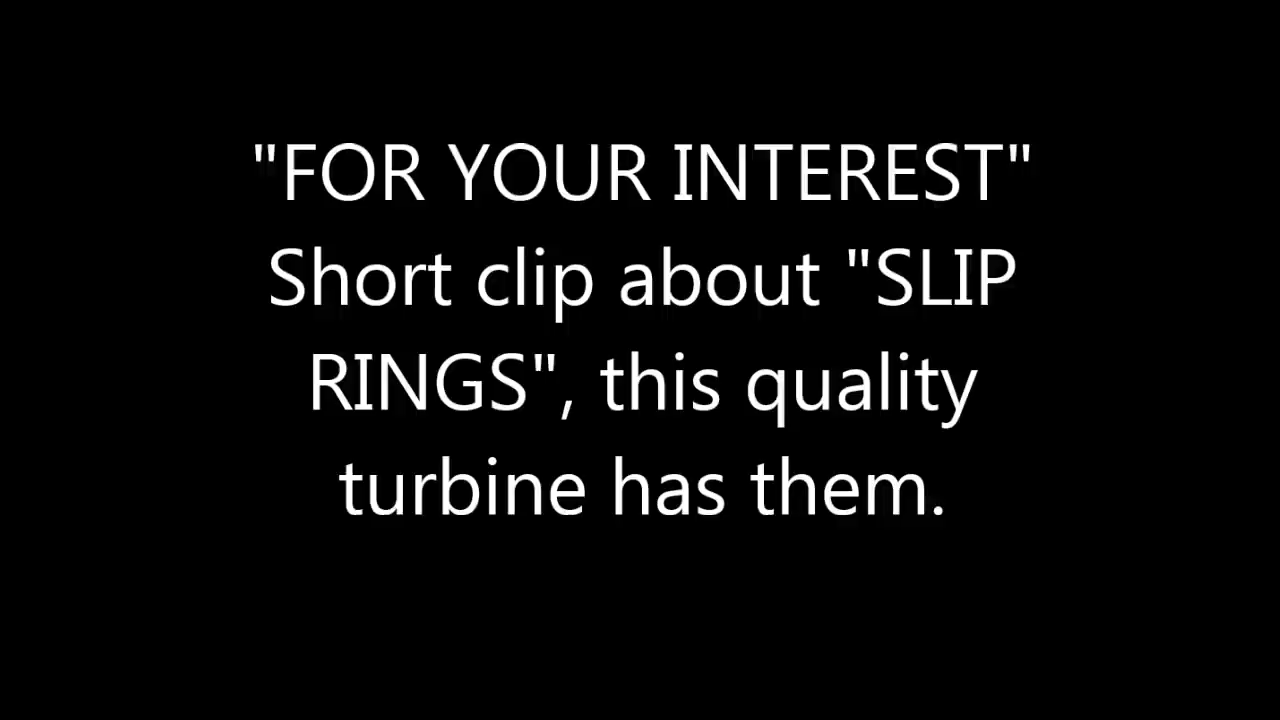 "FOR YOUR INTEREST"
Short clip about "SLIP
RINGS", this quality
turbine has them.